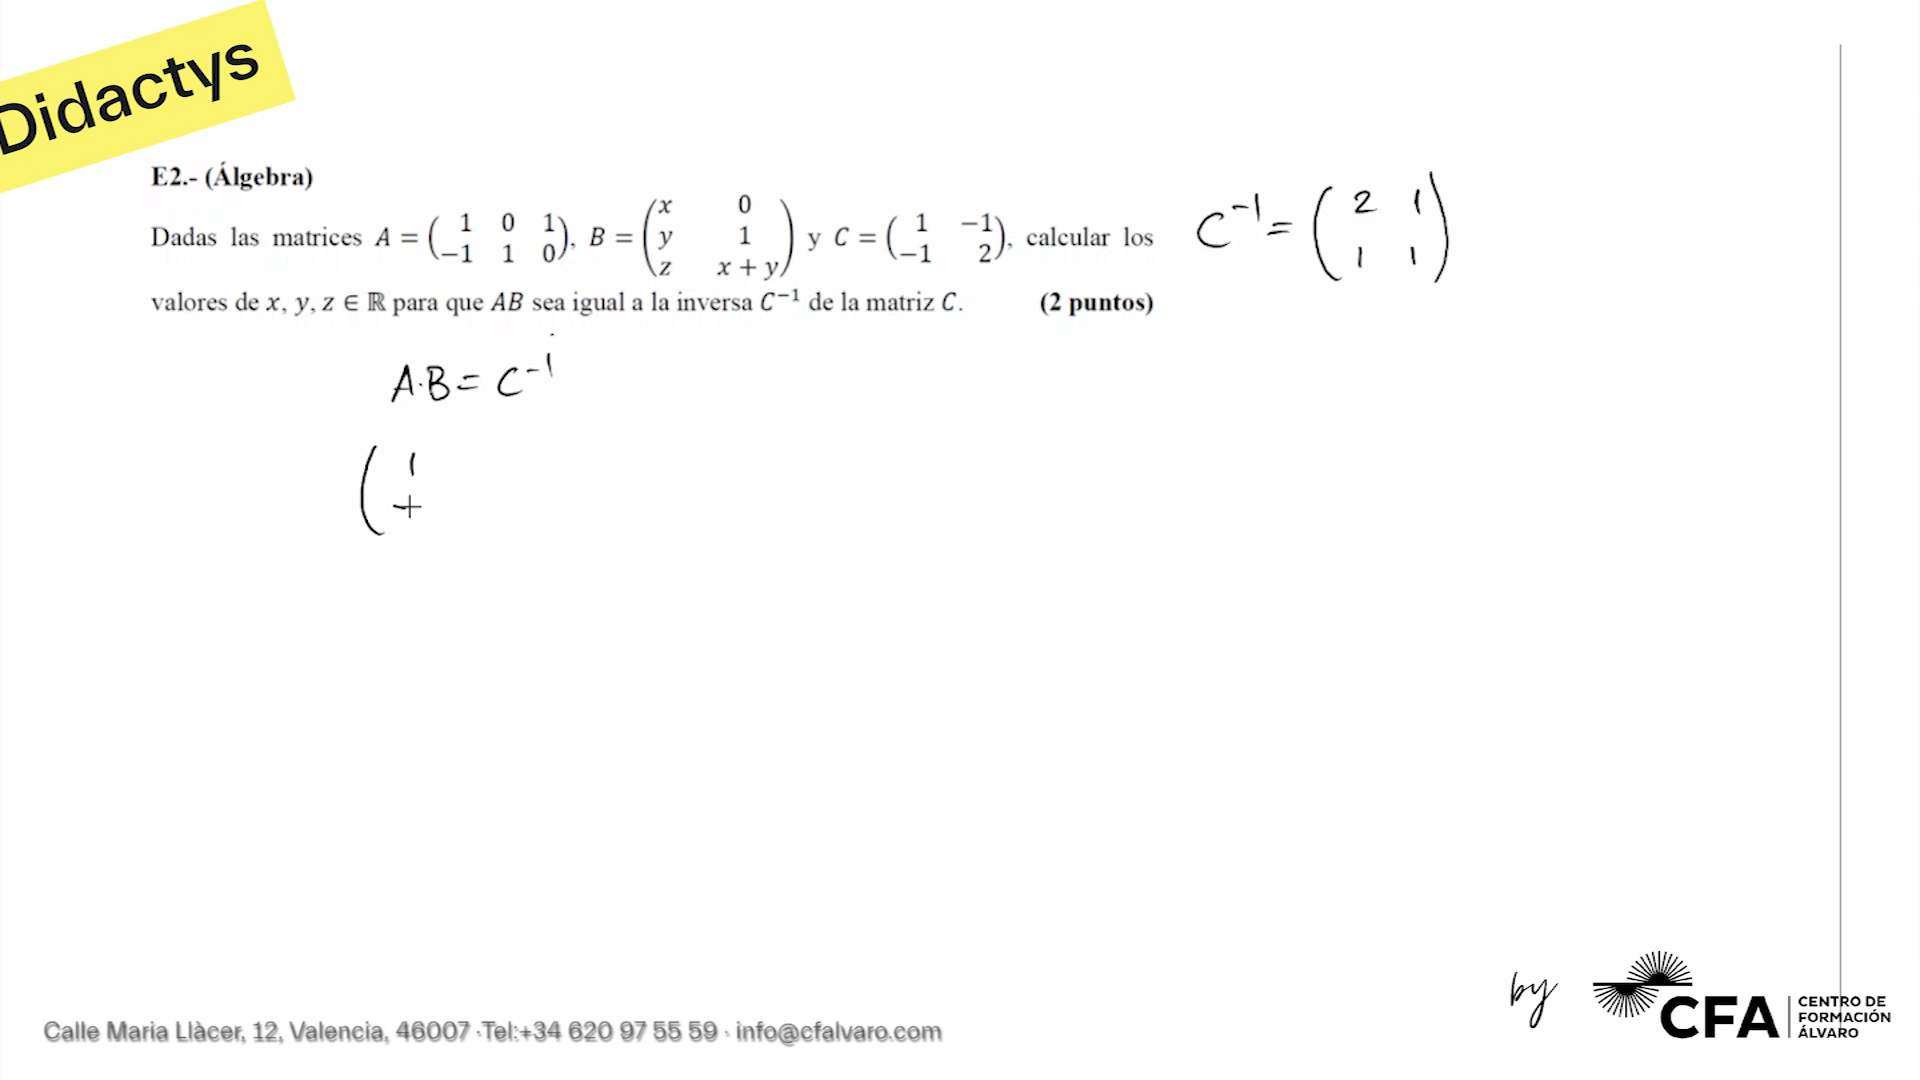 Didactys
E2.- (Álgebra)
Dadas las matrices A = ( 1 0 1 ; −1 1 0 ), B = ( x 0 ; y 1 ; z x + y ) y C = ( 1 −1 ; −1 2 ), calcular los
valores de x, y, z ∈ ℝ para que AB sea igual a la inversa C⁻¹ de la matriz C. (2 puntos)
C⁻¹ = ( 2 1 ; 1 1 )
A·B = C⁻¹
( 1
+
by
CFA
CENTRO DE
FORMACIÓN
ÁLVARO
Calle Maria Llàcer, 12, Valencia, 46007 ·Tel:+34 620 97 55 59 · info@cfalvaro.com